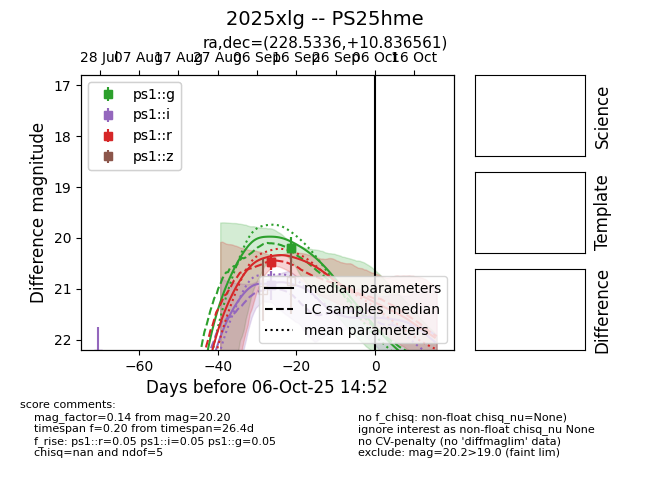 2025xlg -- PS25hme
ra,dec=(228.5336,+10.836561)
28 Jul 07 Aug 17 Aug 27 Aug 06 Sep 16 Sep 26 Sep 06 Oct 16 Oct
17
18
19
20
21
22
Difference magnitude
ps1::g
ps1::i
ps1::r
ps1::z
median parameters
LC samples median
mean parameters
−60 −40 −20 0
Days before 06-Oct-25 14:52
Science
Template
Difference
score comments:
mag_factor=0.14 from mag=20.20
timespan f=0.20 from timespan=26.4d
f_rise: ps1::r=0.05 ps1::i=0.05 ps1::g=0.05
chisq=nan and ndof=5
no f_chisq: non-float chisq_nu=None)
ignore interest as non-float chisq_nu None
no CV-penalty (no 'diffmaglim' data)
exclude: mag=20.2>19.0 (faint lim)